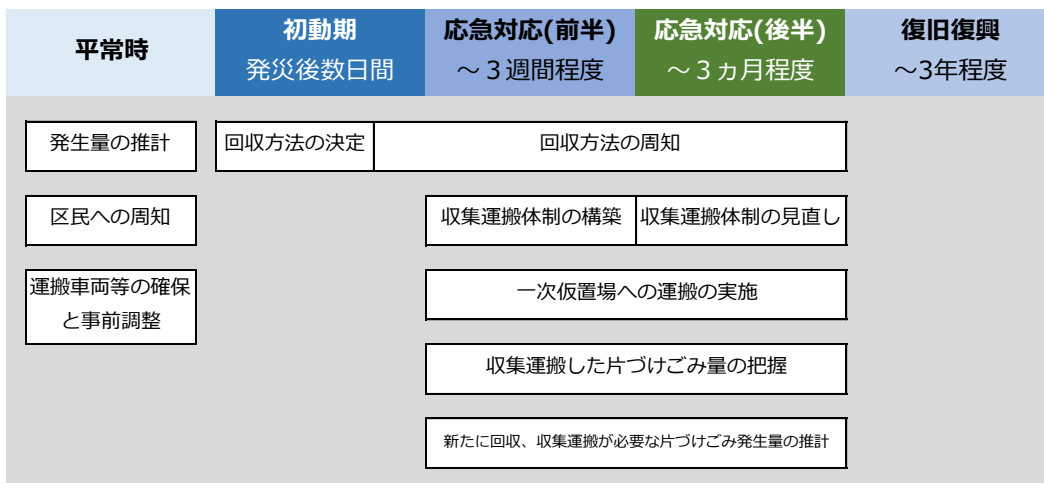 平常時
初動期
発災後数日間
応急対応(前半)
～３週間程度
応急対応(後半)
～３ヵ月程度
復旧復興
～3年程度
発生量の推計
回収方法の決定
回収方法の周知
区民への周知
収集運搬体制の構築
収集運搬体制の見直し
運搬車両等の確保
と事前調整
一次仮置場への運搬の実施
収集運搬した片づけごみ量の把握
新たに回収、収集運搬が必要な片づけごみ発生量の推計